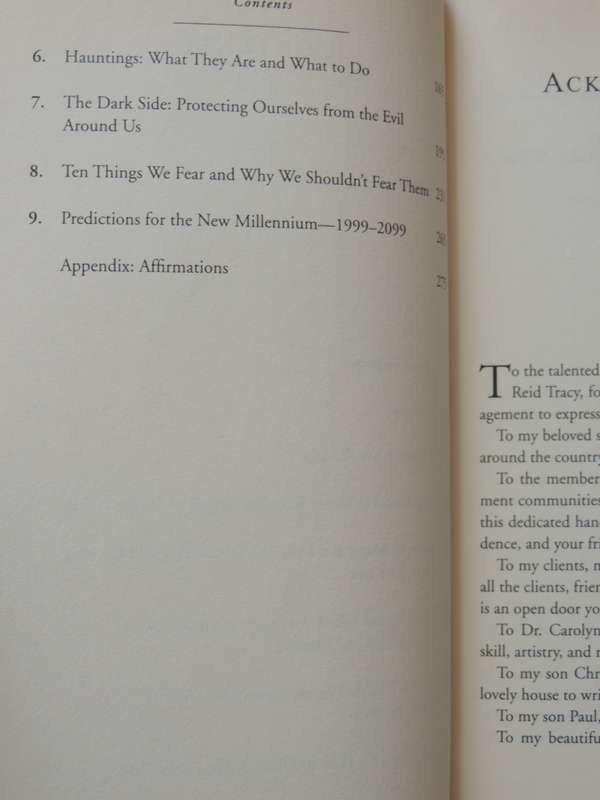 Contents
6. Hauntings: What They Are and What to Do
7. The Dark Side: Protecting Ourselves from the Evil
Around Us
8. Ten Things We Fear and Why We Shouldn't Fear Them
9. Predictions for the New Millennium—1999–2099
Appendix: Affirmations
ACK
To the talented
Reid Tracy, fo
agement to express
To my beloved s
around the country
To the member
ment communities
this dedicated han
dence, and your fri
To my clients, m
all the clients, frien
is an open door yo
To Dr. Carolyn
skill, artistry, and r
To my son Chr
lovely house to wri
To my son Paul,
To my beautifu